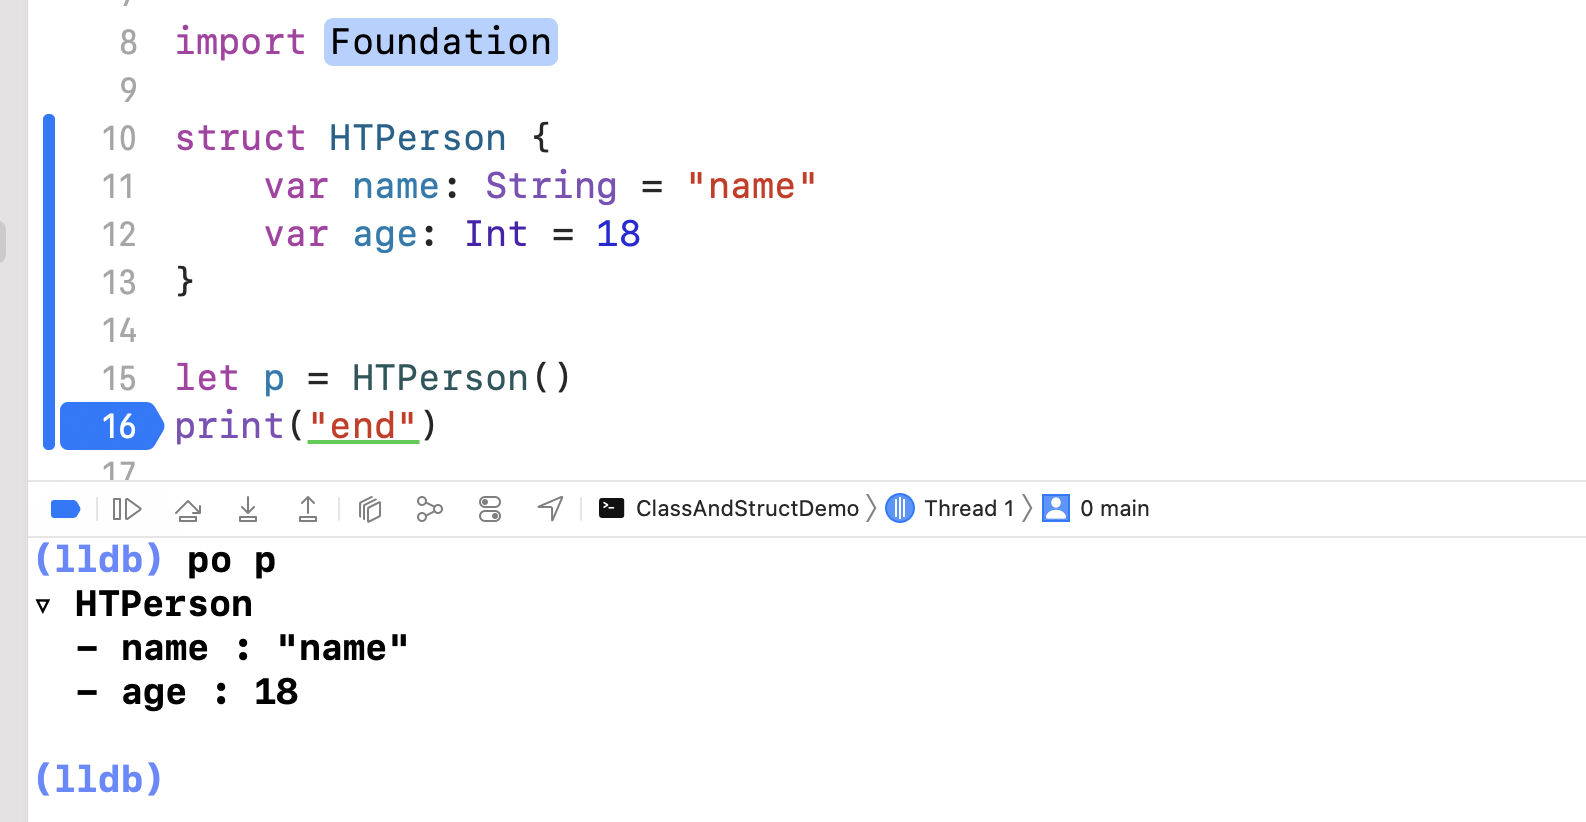 8 import Foundation
9
10 struct HTPerson {
11     var name: String = "name"
12     var age: Int = 18
13 }
14
15 let p = HTPerson()
16 print("end")
17
ClassAndStructDemo 〉 Thread 1 〉 0 main
(lldb) po p
▿ HTPerson
  - name : "name"
  - age : 18
(lldb)